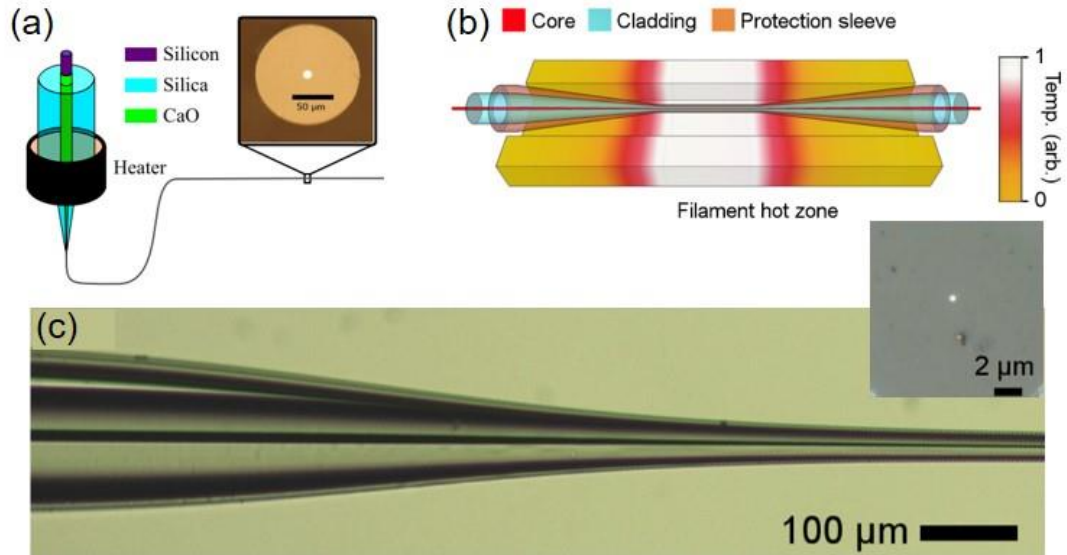 (a)
Silicon
Silica
CaO
Heater
50 µm
(b)
Core
Cladding
Protection sleeve
1
Temp. (arb.)
0
Filament hot zone
(c)
2 µm
100 µm